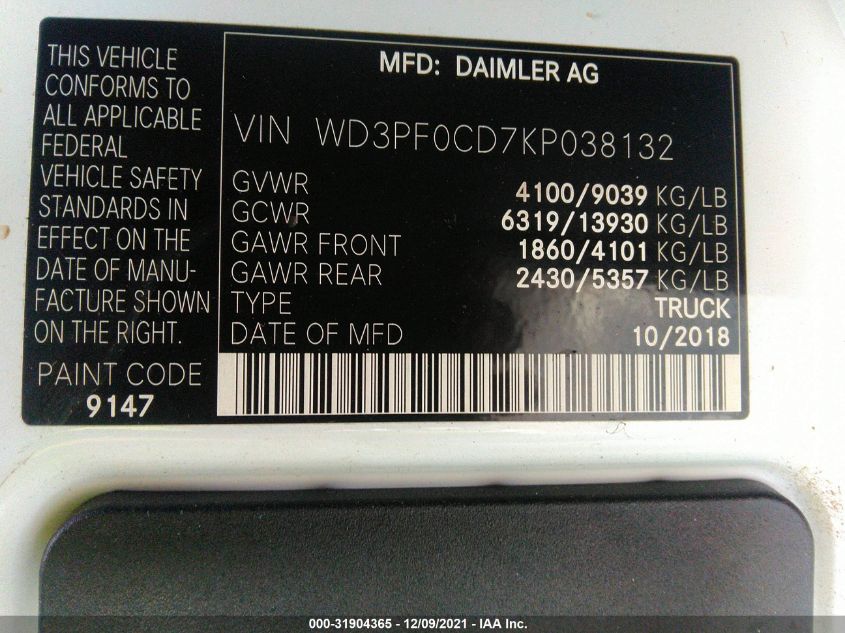 THIS VEHICLE
CONFORMS TO
ALL APPLICABLE
FEDERAL
VEHICLE SAFETY
STANDARDS IN
EFFECT ON THE
DATE OF MANU-
FACTURE SHOWN
ON THE RIGHT.
PAINT CODE
9147
MFD: DAIMLER AG
VIN WD3PF0CD7KP038132
GVWR 4100/9039 KG/LB
GCWR 6319/13930 KG/LB
GAWR FRONT 1860/4101 KG/LB
GAWR REAR 2430/5357 KG/LB
TYPE TRUCK
DATE OF MFD 10/2018
000-31904365 - 12/09/2021 - IAA Inc.